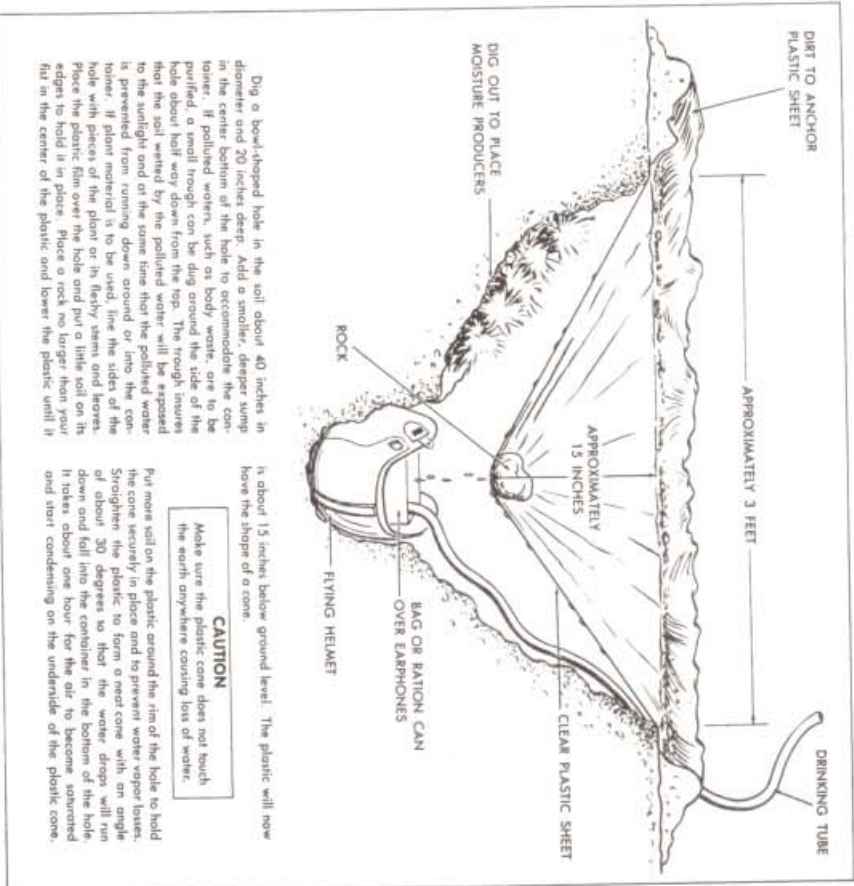 DIRT TO ANCHOR
PLASTIC SHEET
APPROXIMATELY 3 FEET
DRINKING TUBE
DIG OUT TO PLACE
MOISTURE PRODUCERS
APPROXIMATELY
15 INCHES
CLEAR PLASTIC SHEET
ROCK
BAG OR RATION CAN
OVER EARPHONES
FLYING HELMET
Dig a bowl-shaped hole in the soil about 40 inches in
diameter and 20 inches deep. Add a smaller, deeper sump
in the center bottom of the hole to accommodate the con-
tainer. If polluted waters, such as body waste, are to be
purified, a small trough can be dug around the side of the
hole about half way down from the top. The trough insures
that the soil wetted by the polluted water will be exposed
to the sunlight and at the same time that the polluted water
is prevented from running down around or into the con-
tainer. If plant material is to be used, line the sides of the
hole with pieces of the plant or its fleshy stems and leaves.
Place the plastic film over the hole and put a little soil on its
edges to hold it in place. Place a rock no larger than your
fist in the center of the plastic and lower the plastic until it
is about 15 inches below ground level. The plastic will now
have the shape of a cone.
CAUTION
Make sure the plastic cone does not touch
the earth anywhere causing loss of water.
Put more soil on the plastic around the rim of the hole to hold
the cone securely in place and to prevent water vapor losses.
Straighten the plastic to form a neat cone with an angle
of about 30 degrees so that the water drops will run
down and fall into the container in the bottom of the hole.
It takes about one hour for the air to become saturated
and start condensing on the underside of the plastic cone.